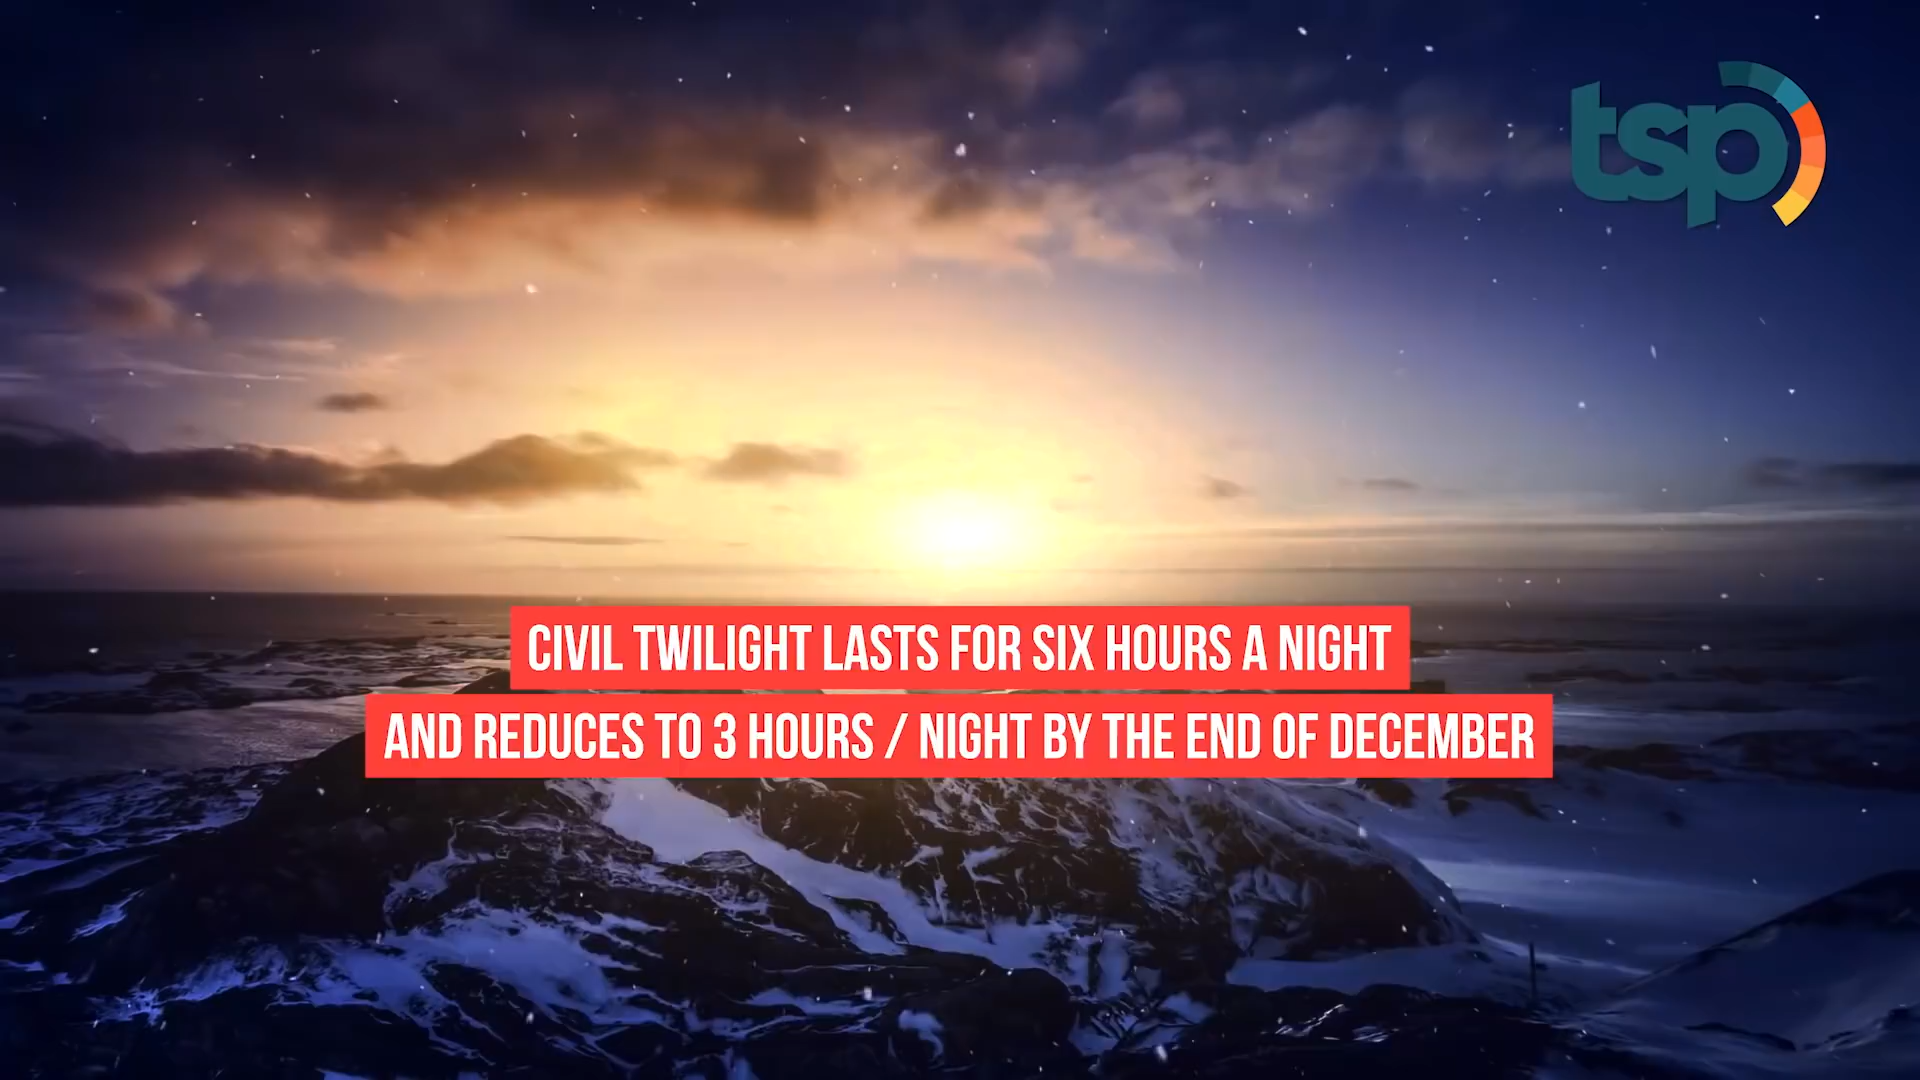 tsp
CIVIL TWILIGHT LASTS FOR SIX HOURS A NIGHT
AND REDUCES TO 3 HOURS / NIGHT BY THE END OF DECEMBER